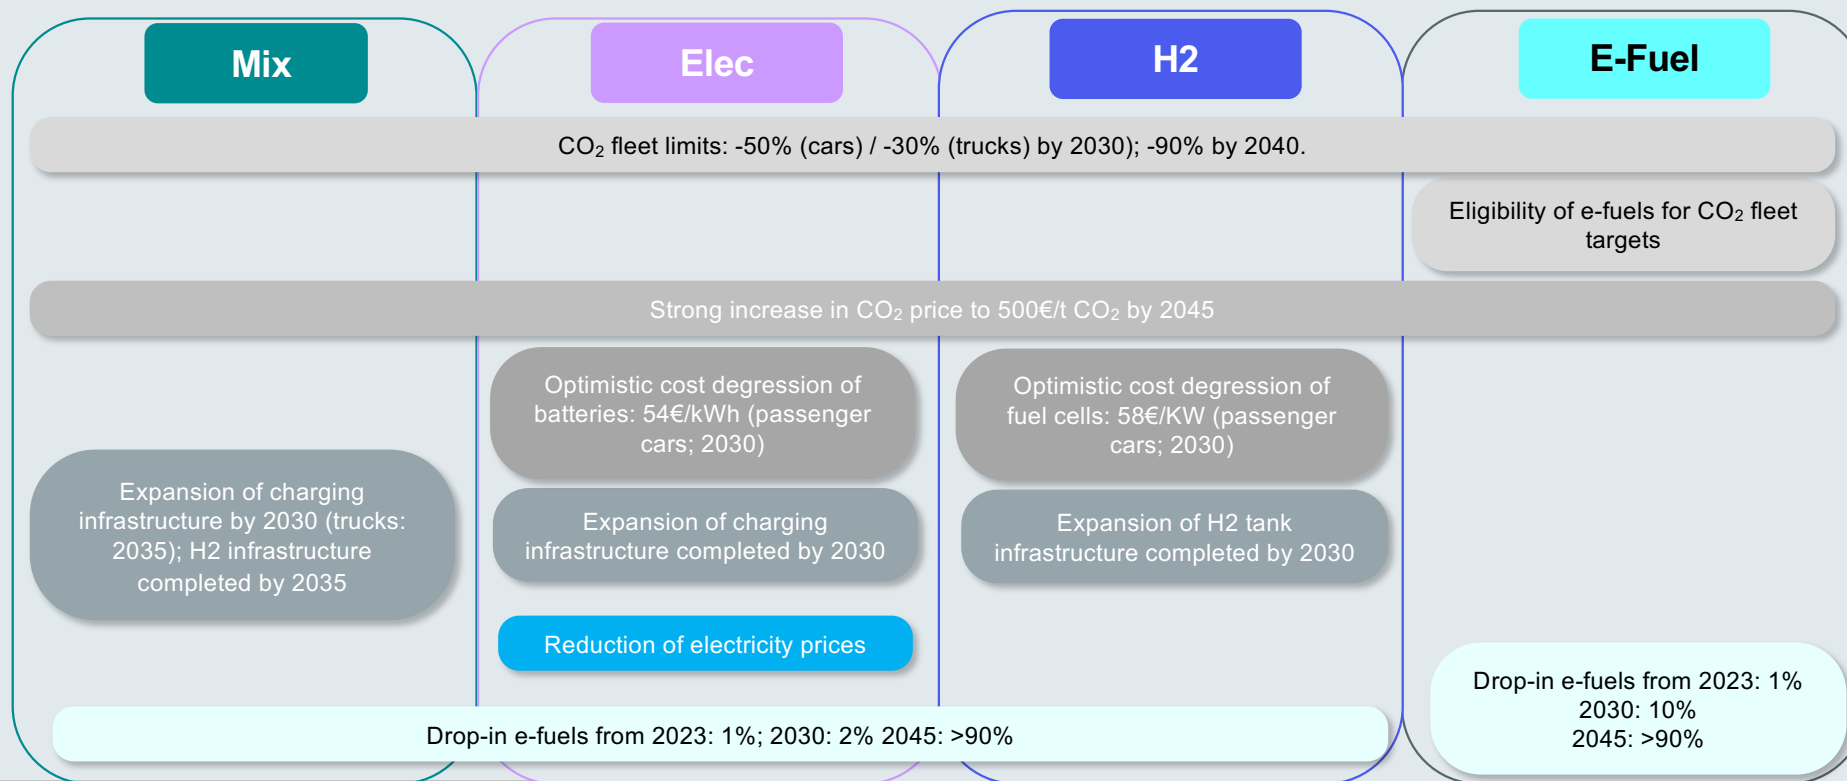 Mix
Elec
H2
E-Fuel
CO₂ fleet limits: -50% (cars) / -30% (trucks) by 2030); -90% by 2040.
Eligibility of e-fuels for CO₂ fleet
targets
Strong increase in CO₂ price to 500€/t CO₂ by 2045
Optimistic cost degression of
batteries: 54€/kWh (passenger
cars; 2030)
Optimistic cost degression of
fuel cells: 58€/KW (passenger
cars; 2030)
Expansion of charging
infrastructure by 2030 (trucks:
2035); H2 infrastructure
completed by 2035
Expansion of charging
infrastructure completed by 2030
Expansion of H2 tank
infrastructure completed by 2030
Reduction of electricity prices
Drop-in e-fuels from 2023: 1%
2030: 10%
2045: >90%
Drop-in e-fuels from 2023: 1%; 2030: 2% 2045: >90%